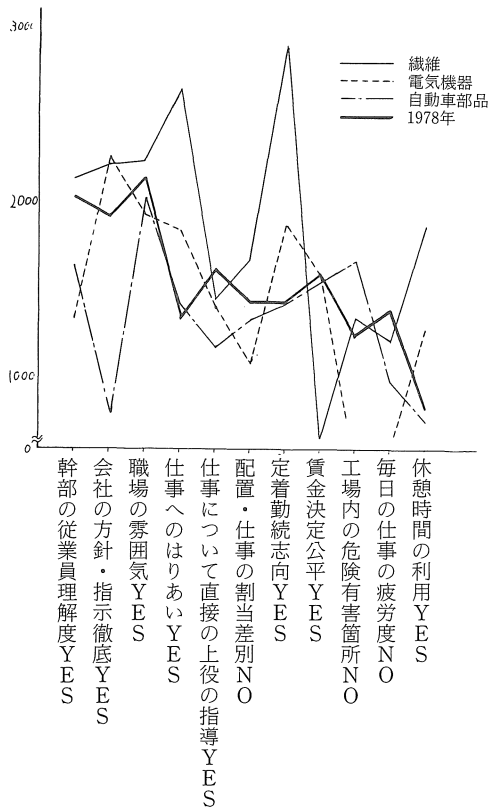 3000
2000
1000
0
繊維
電気機器
自動車部品
1978年
幹部の従業員理解度YES
会社の方針・指示徹底YES
職場の雰囲気YES
仕事へのはりあいYES
仕事について直接の上役の指導YES
配置・仕事の割当差別NO
定着勤続志向YES
賃金決定公平YES
工場内の危険有害箇所NO
毎日の仕事の疲労度NO
休憩時間の利用YES